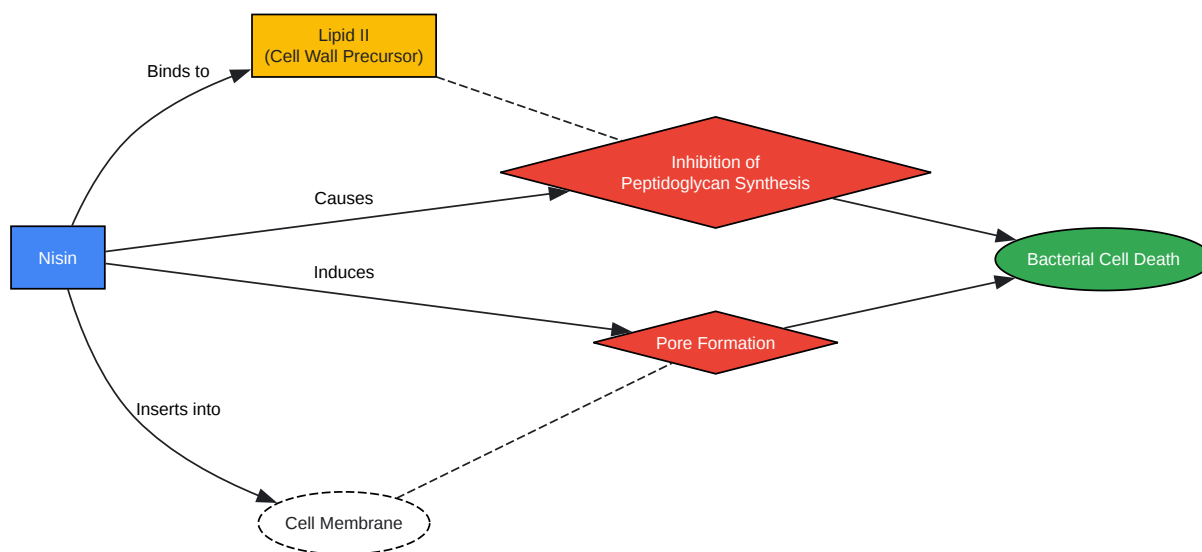 Lipid II
(Cell Wall Precursor)
Binds to
Inhibition of
Peptidoglycan Synthesis
Causes
Nisin
Bacterial Cell Death
Induces
Pore Formation
Inserts into
Cell Membrane